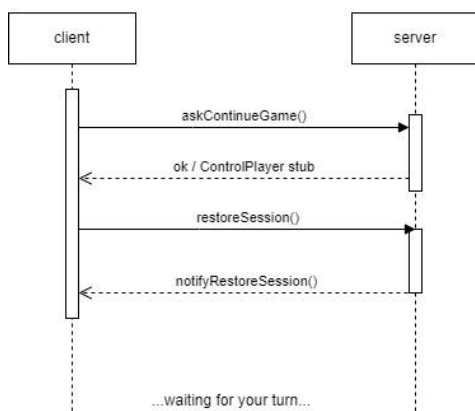 client
server
askContinueGame()
ok / ControlPlayer stub
restoreSession()
notifyRestoreSession()
...waiting for your turn...